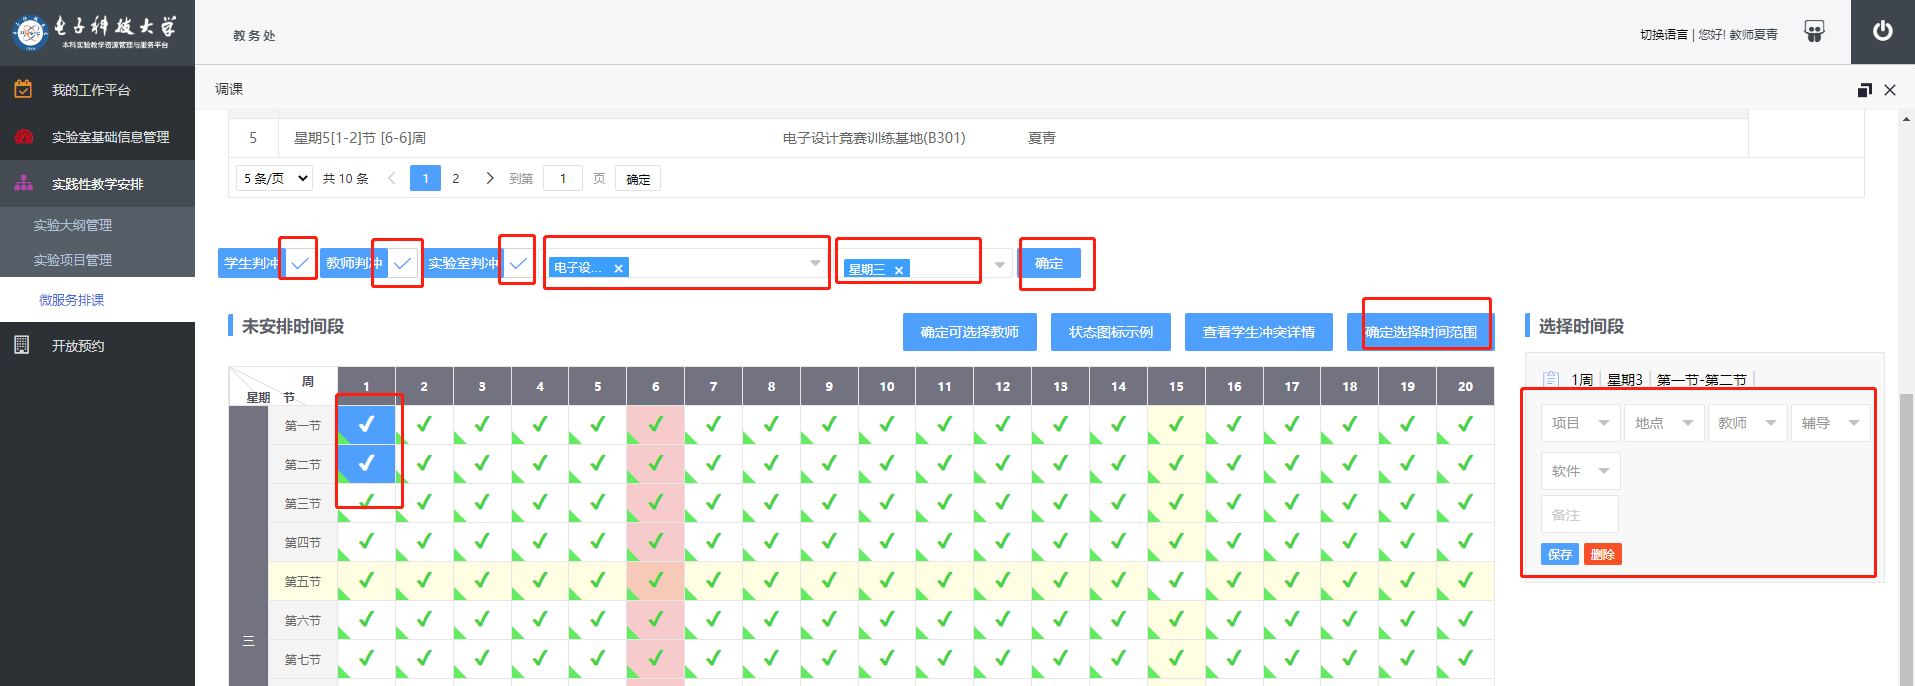 电子科技大学
本科实验教学资源管理与服务平台
教务处
切换语言 | 您好! 教师夏青
我的工作平台
实验室基础信息管理
实践性教学安排
实验大纲管理
实验项目管理
微服务排课
开放预约
调课
5 星期5[1-2]节 [6-6]周 电子设计竞赛训练基地(B301) 夏青
5 条/页 共 10 条 1 2 到第 1 页 确定
学生判冲 教师判冲 实验室判冲 电子设... × 星期三 × 确定
未安排时间段
确定可选择教师 状态图标示例 查看学生冲突详情 确定选择时间范围
周 1 2 3 4 5 6 7 8 9 10 11 12 13 14 15 16 17 18 19 20
星期 节
第一节
第二节
第三节
第四节
第五节
第六节
三
第七节
选择时间段
1周 星期3 第一节-第二节
项目 地点 教师 辅导
软件
备注
保存 删除